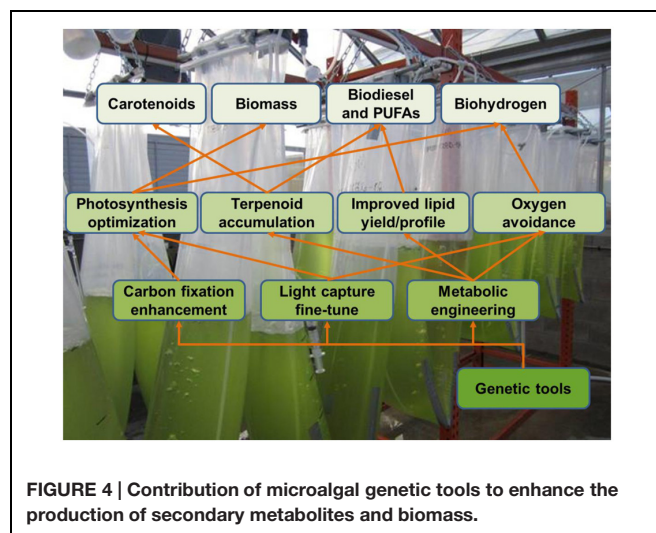 Carotenoids
Biomass
Biodiesel
and PUFAs
Biohydrogen
Photosynthesis
optimization
Terpenoid
accumulation
Improved lipid
yield/profile
Oxygen
avoidance
Carbon fixation
enhancement
Light capture
fine-tune
Metabolic
engineering
Genetic tools
FIGURE 4 | Contribution of microalgal genetic tools to enhance the
production of secondary metabolites and biomass.